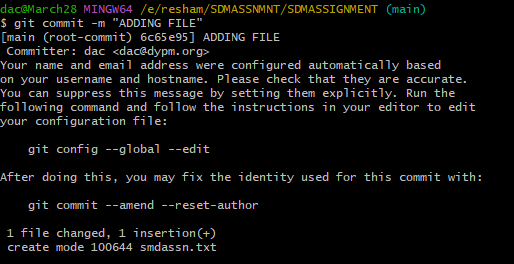 dac@March28 MINGW64 /e/resham/SDMASSNMNT/SDMASSIGNMENT (main)
$ git commit -m "ADDING FILE"
[main (root-commit) 6c65e95] ADDING FILE
 Committer: dac <dac@dypm.org>
Your name and email address were configured automatically based
on your username and hostname. Please check that they are accurate.
You can suppress this message by setting them explicitly. Run the
following command and follow the instructions in your editor to edit
your configuration file:

    git config --global --edit

After doing this, you may fix the identity used for this commit with:

    git commit --amend --reset-author

 1 file changed, 1 insertion(+)
 create mode 100644 smdassn.txt